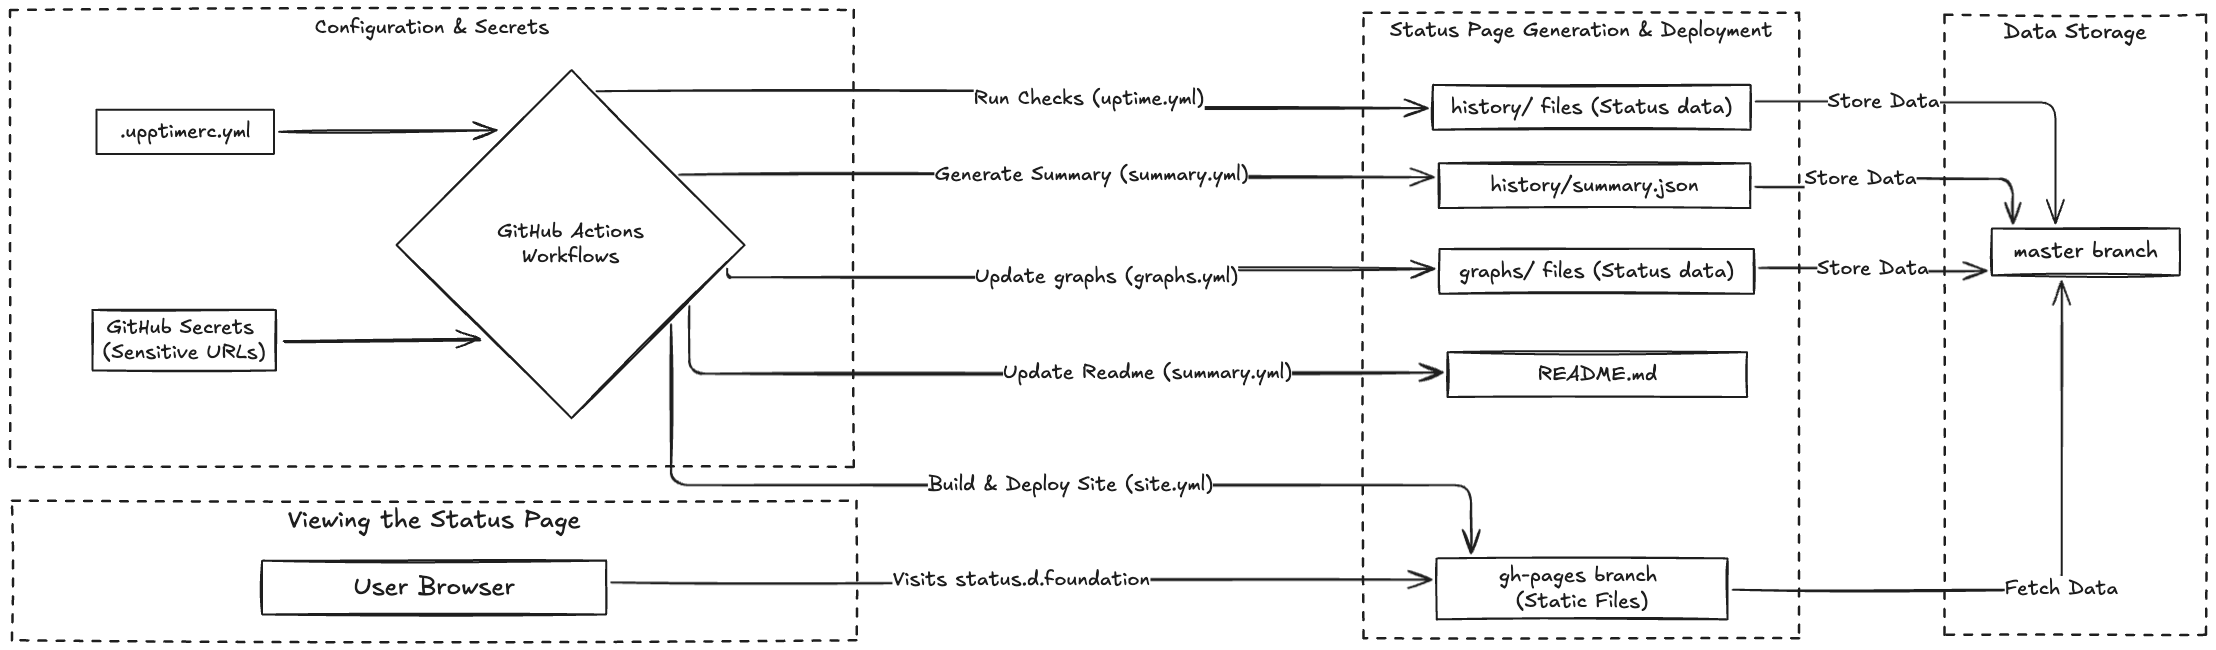 Configuration & Secrets
.upptimerc.yml
GitHub Actions
Workflows
GitHub Secrets
(Sensitive URLs)
Run Checks (uptime.yml)
Generate Summary (summary.yml)
Update graphs (graphs.yml)
Update Readme (summary.yml)
Build & Deploy Site (site.yml)
Status Page Generation & Deployment
history/ files (Status data)
history/summary.json
graphs/ files (Status data)
README.md
gh-pages branch
(Static Files)
Store Data
Store Data
Store Data
Data Storage
master branch
Fetch Data
Viewing the Status Page
User Browser
Visits status.d.foundation